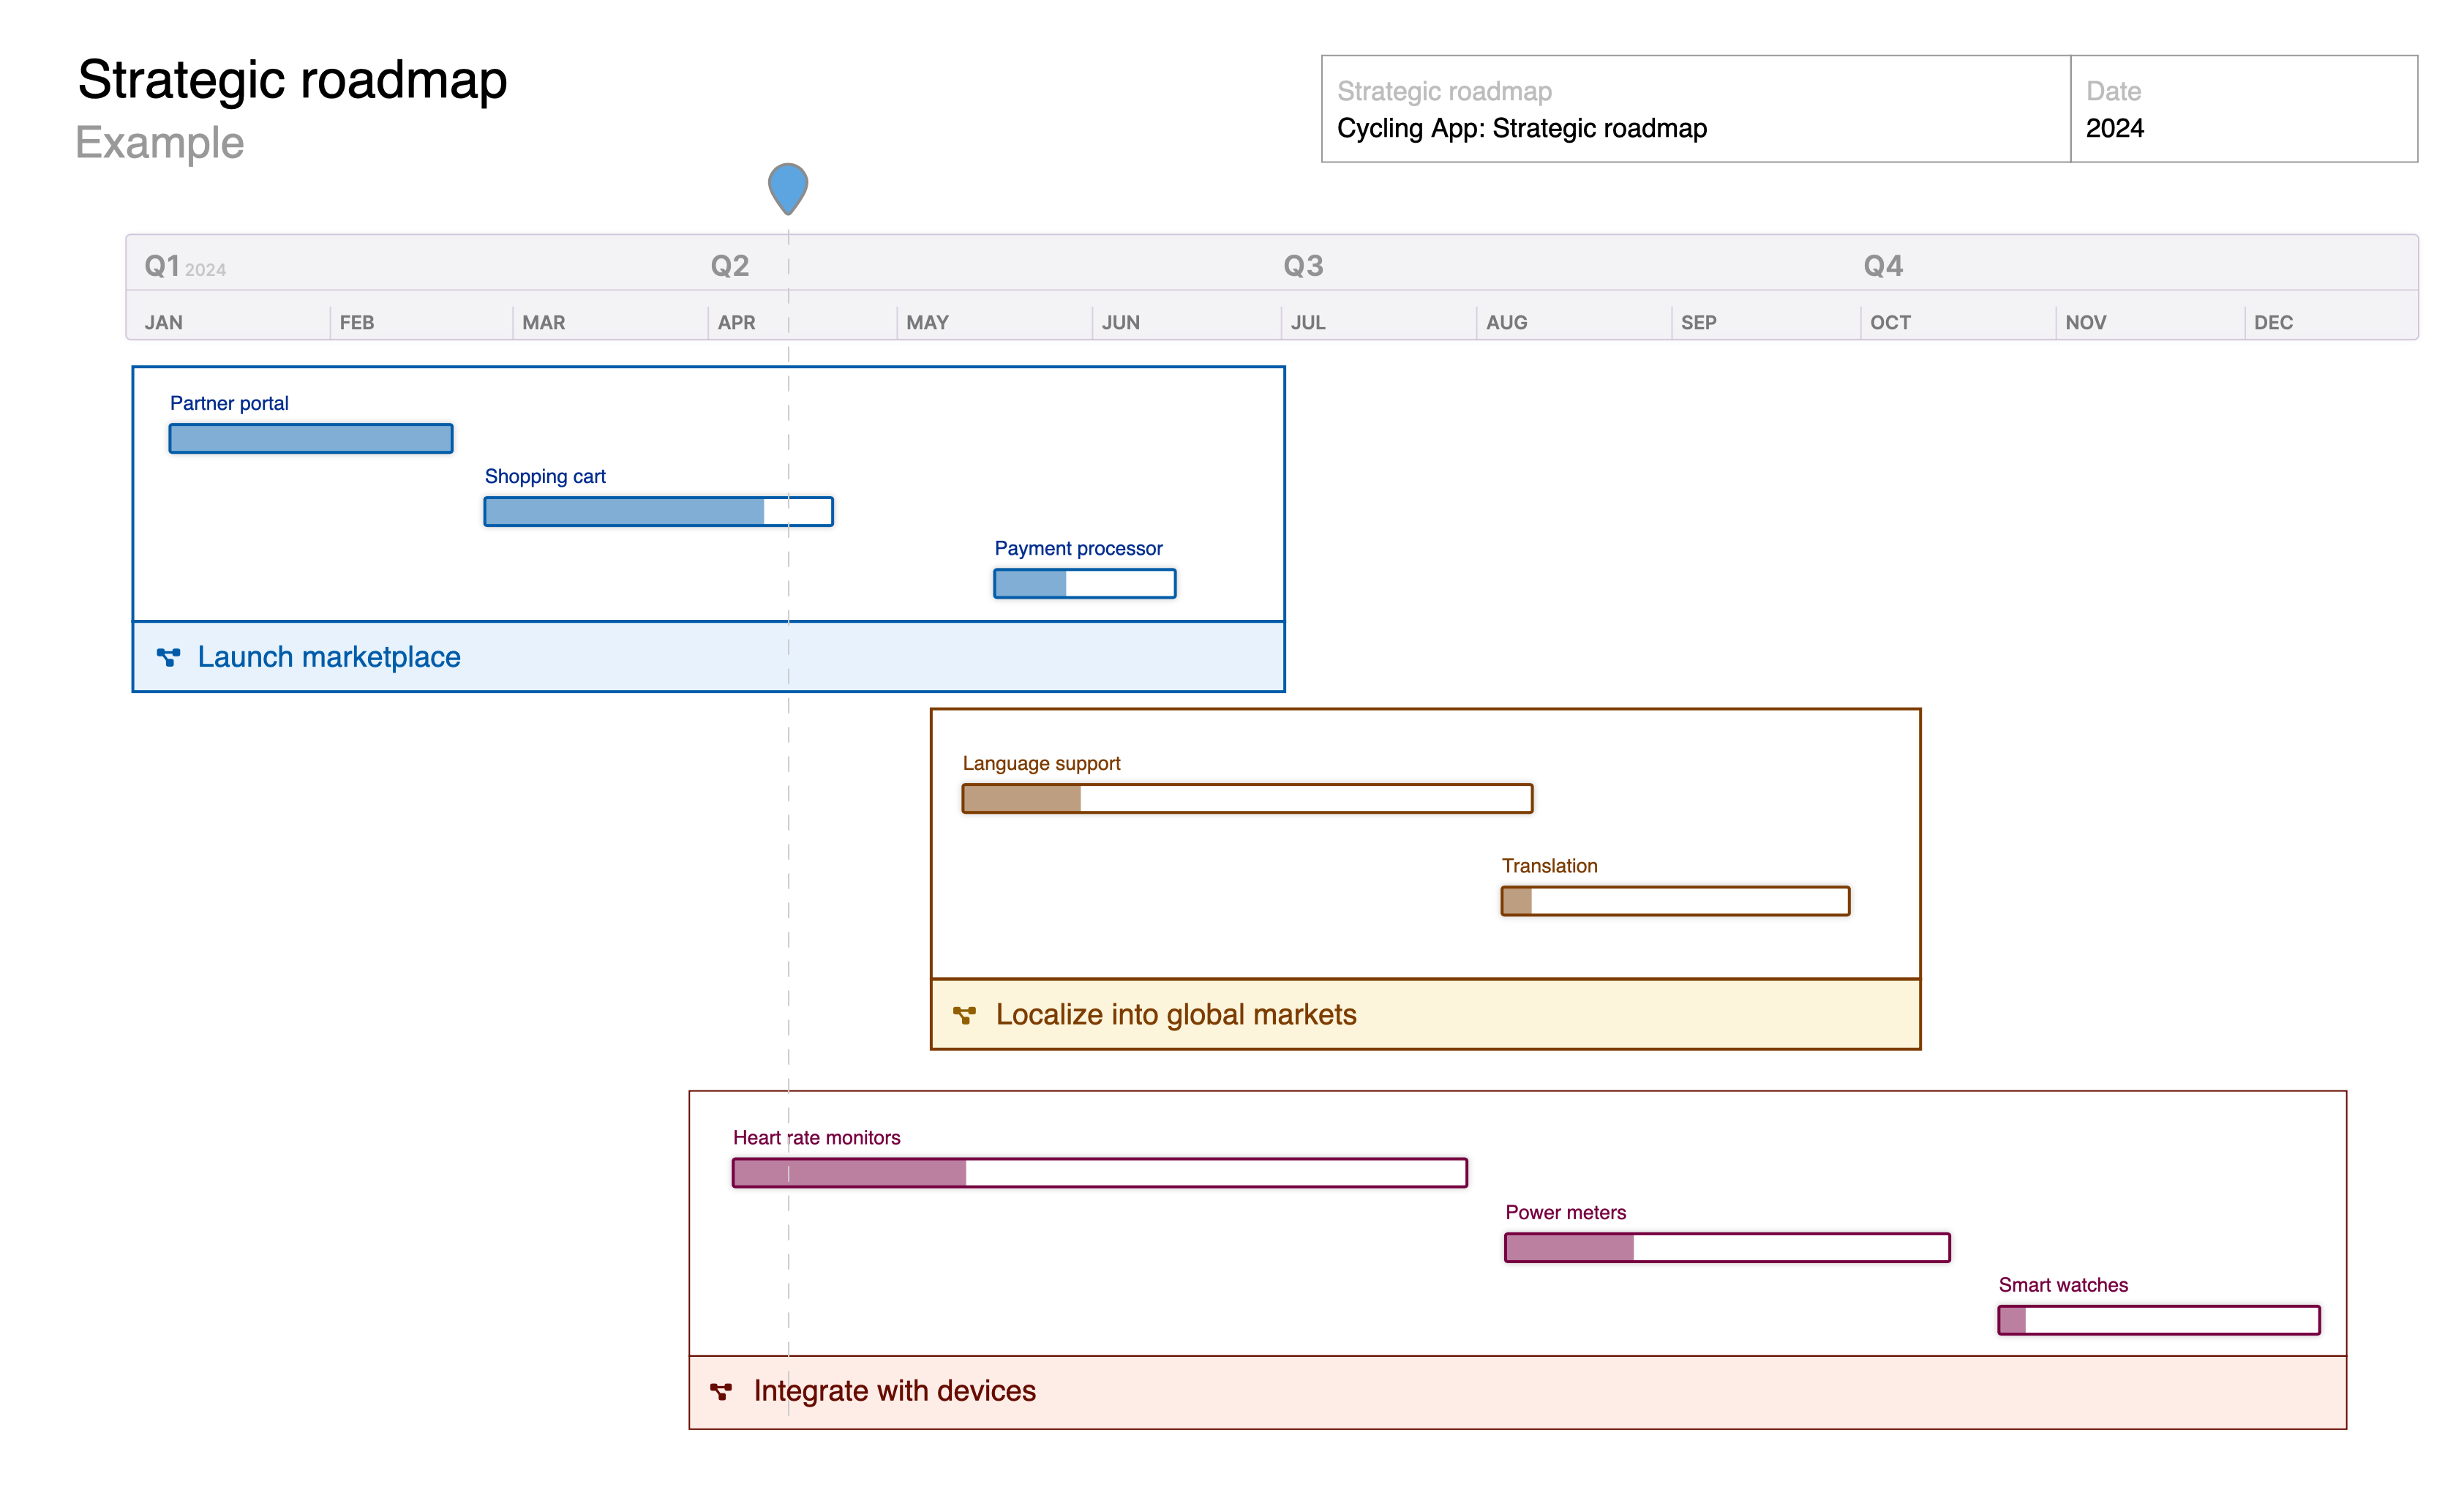 Strategic roadmap
Example
Strategic roadmap
Cycling App: Strategic roadmap
Date
2024
Q1 2024 Q2 Q3 Q4
JAN FEB MAR APR MAY JUN JUL AUG SEP OCT NOV DEC
Partner portal
Shopping cart
Payment processor
Launch marketplace
Language support
Translation
Localize into global markets
Heart rate monitors
Power meters
Smart watches
Integrate with devices